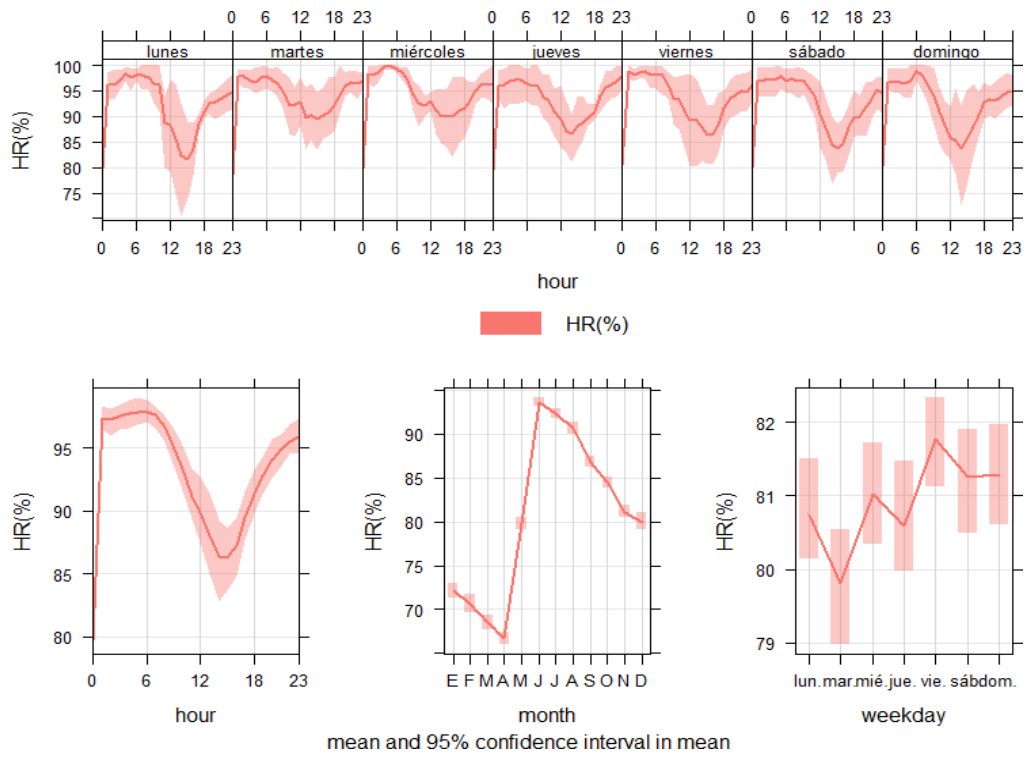 0 6 12 18 23 0 6 12 18 23 0 6 12 18 23
lunes martes miércoles jueves viernes sábado domingo
HR(%)
100
95
90
85
80
75
0 6 12 18 23 0 6 12 18 23 0 6 12 18 23 0 6 12 18 23
hour
HR(%)
HR(%)
95
90
85
80
0 6 12 18 23
hour
HR(%)
90
85
80
70
E F M A M J J A S O N D
month
HR(%)
82
81
80
79
lun. mar. mié. jue. vie. sáb dom.
weekday
mean and 95% confidence interval in mean